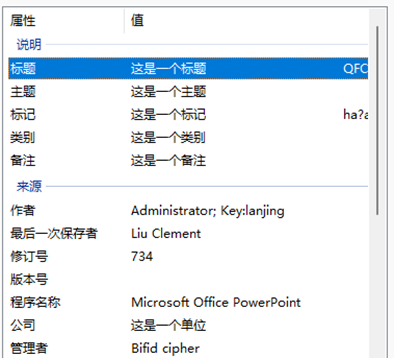 属性 值
说明
标题 这是一个标题 QFC
主题 这是一个主题
标记 这是一个标记 ha?a
类别 这是一个类别
备注 这是一个备注
来源
作者 Administrator; Key:lanjing
最后一次保存者 Liu Clement
修订号 734
版本号
程序名称 Microsoft Office PowerPoint
公司 这是一个单位
管理者 Bifid cipher